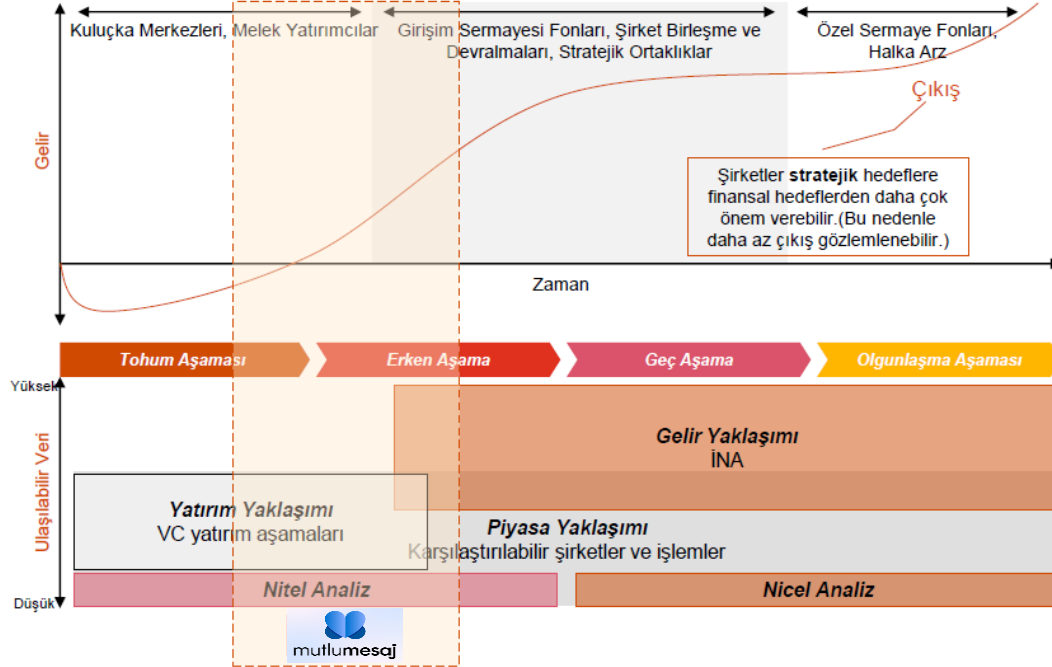 Kuluçka Merkezleri, Melek Yatırımcılar
Girişim Sermayesi Fonları, Şirket Birleşme ve
Devralmaları, Stratejik Ortaklıklar
Özel Sermaye Fonları,
Halka Arz
Gelir
Çıkış
Şirketler stratejik hedeflere
finansal hedeflerden daha çok
önem verebilir.(Bu nedenle
daha az çıkış gözlemlenebilir.)
Zaman
Tohum Aşaması
Erken Aşama
Geç Aşama
Olgunlaşma Aşaması
Yüksek
Ulaşılabilir Veri
Düşük
Gelir Yaklaşımı
İNA
Yatırım Yaklaşımı
VC yatırım aşamaları
Piyasa Yaklaşımı
Karşılaştırılabilir şirketler ve işlemler
Nitel Analiz
Nicel Analiz
mutlumesaj